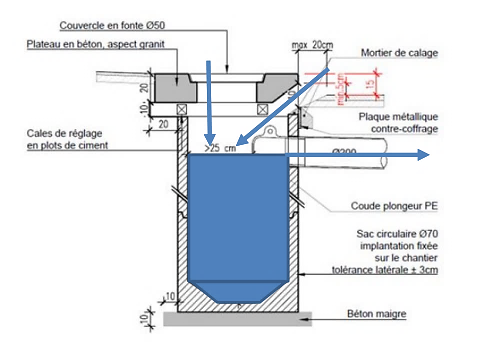 Couvercle en fonte Ø50
Plateau en béton, aspect granit
max 20cm
Mortier de calage
20
10
20
min.5cm
15
Plaque métallique
contre-coffrage
Cales de réglage
en plots de ciment
>25 cm
Ø200
Coude plongeur PE
Sac circulaire Ø70
implantation fixée
sur le chantier
tolérance latérale ± 3cm
10
10
Béton maigre